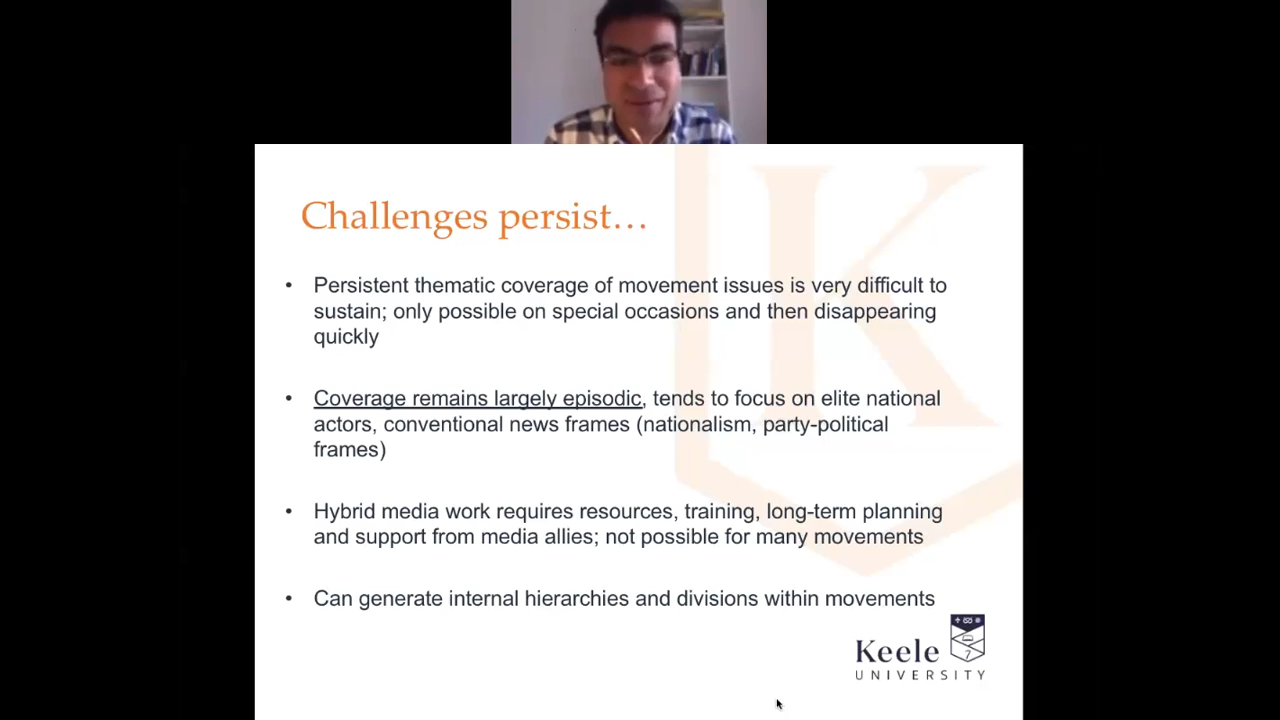 Challenges persist…
• Persistent thematic coverage of movement issues is very difficult to
sustain; only possible on special occasions and then disappearing
quickly
• Coverage remains largely episodic, tends to focus on elite national
actors, conventional news frames (nationalism, party-political
frames)
• Hybrid media work requires resources, training, long-term planning
and support from media allies; not possible for many movements
• Can generate internal hierarchies and divisions within movements
Keele
UNIVERSITY